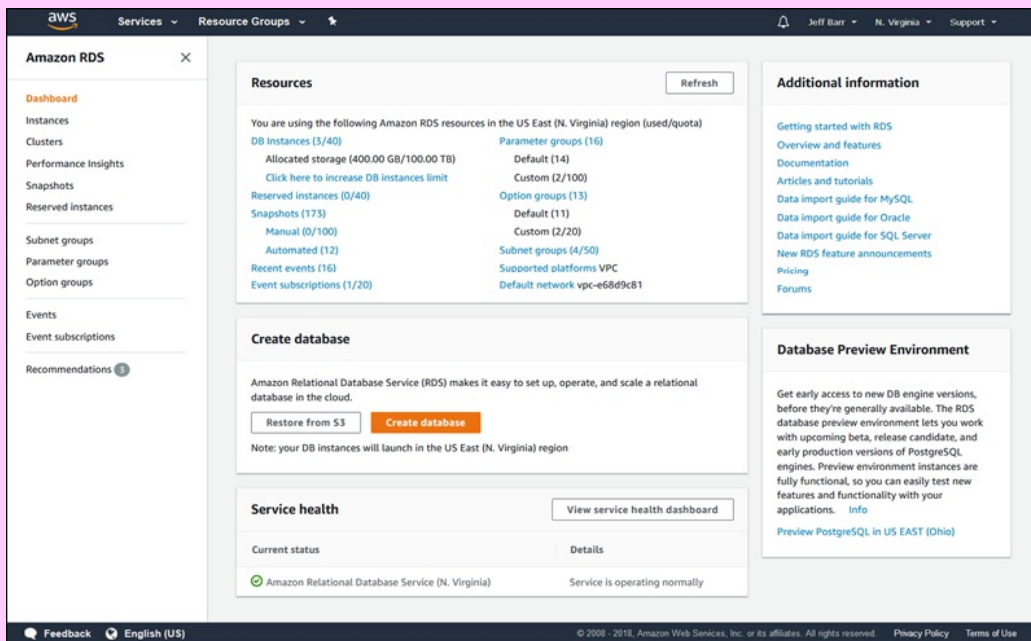 aws Services Resource Groups Jeff Barr N. Virginia Support
Amazon RDS
Dashboard
Instances
Clusters
Performance Insights
Snapshots
Reserved instances
Subnet groups
Parameter groups
Option groups
Events
Event subscriptions
Recommendations 3
Resources
Refresh
You are using the following Amazon RDS resources in the US East (N. Virginia) region (used/quota)
DB Instances (3/40)
Allocated storage (400.00 GB/100.00 TB)
Click here to increase DB instances limit
Reserved instances (0/40)
Snapshots (173)
Manual (0/100)
Automated (12)
Recent events (16)
Event subscriptions (1/20)
Parameter groups (16)
Default (14)
Custom (2/100)
Option groups (13)
Default (11)
Custom (2/20)
Subnet groups (4/50)
Supported platforms VPC
Default network vpc-e68d9c81
Create database
Amazon Relational Database Service (RDS) makes it easy to set up, operate, and scale a relational
database in the cloud.
Restore from S3 Create database
Note: your DB instances will launch in the US East (N. Virginia) region
Service health
View service health dashboard
Current status Details
Amazon Relational Database Service (N. Virginia) Service is operating normally
Additional information
Getting started with RDS
Overview and features
Documentation
Articles and tutorials
Data import guide for MySQL
Data import guide for Oracle
Data import guide for SQL Server
New RDS feature announcements
Pricing
Forums
Database Preview Environment
Get early access to new DB engine versions,
before they're generally available. The RDS
database preview environment lets you work
with upcoming beta, release candidate, and
early production versions of PostgreSQL
engines. Preview environment instances are
fully functional, so you can easily test new
features and functionality with your
applications. Info
Preview PostgreSQL in US EAST (Ohio)
Feedback English (US) © 2008 - 2018, Amazon Web Services, Inc. or its affiliates. All rights reserved. Privacy Policy Terms of Use